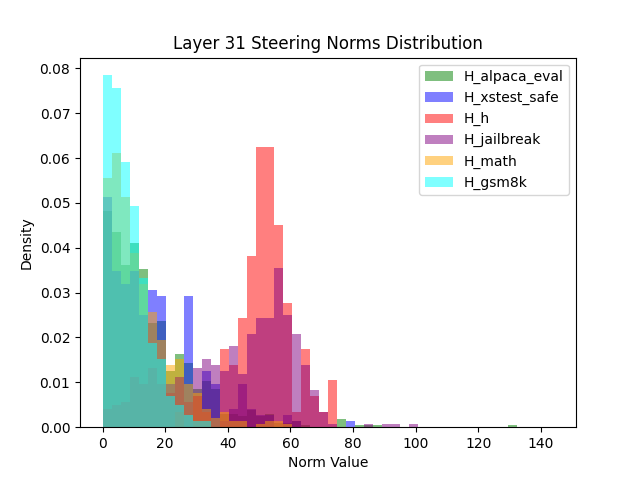 Layer 31 Steering Norms Distribution
H_alpaca_eval
H_xstest_safe
H_h
H_jailbreak
H_math
H_gsm8k
Density
0.08
0.07
0.06
0.05
0.04
0.03
0.02
0.01
0.00
0 20 40 60 80 100 120 140
Norm Value